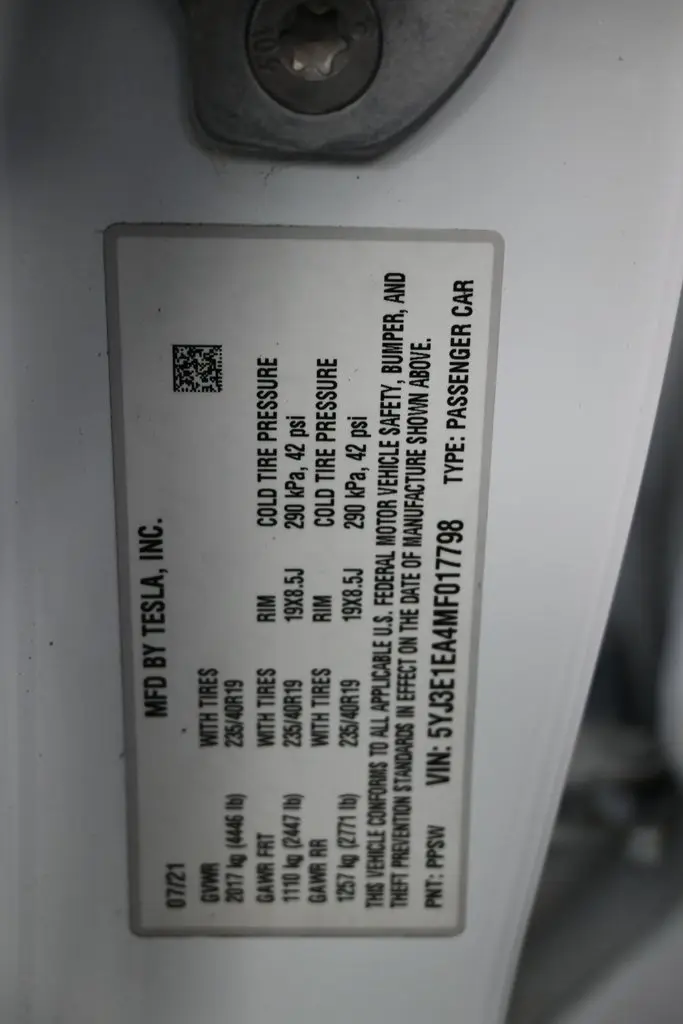 MFD BY TESLA, INC.
07/21
GVWR WITH TIRES
2017 kg (4446 lb) 235/40R19
GAWR FRT WITH TIRES RIM COLD TIRE PRESSURE
1110 kg (2447 lb) 235/40R19 19X8.5J 290 kPa, 42 psi
GAWR RR WITH TIRES RIM COLD TIRE PRESSURE
1257 kg (2771 lb) 235/40R19 19X8.5J 290 kPa, 42 psi
THIS VEHICLE CONFORMS TO ALL APPLICABLE U.S. FEDERAL MOTOR VEHICLE SAFETY, BUMPER, AND
THEFT PREVENTION STANDARDS IN EFFECT ON THE DATE OF MANUFACTURE SHOWN ABOVE.
PNT: PPSW VIN: 5YJ3E1EA4MF017798 TYPE: PASSENGER CAR